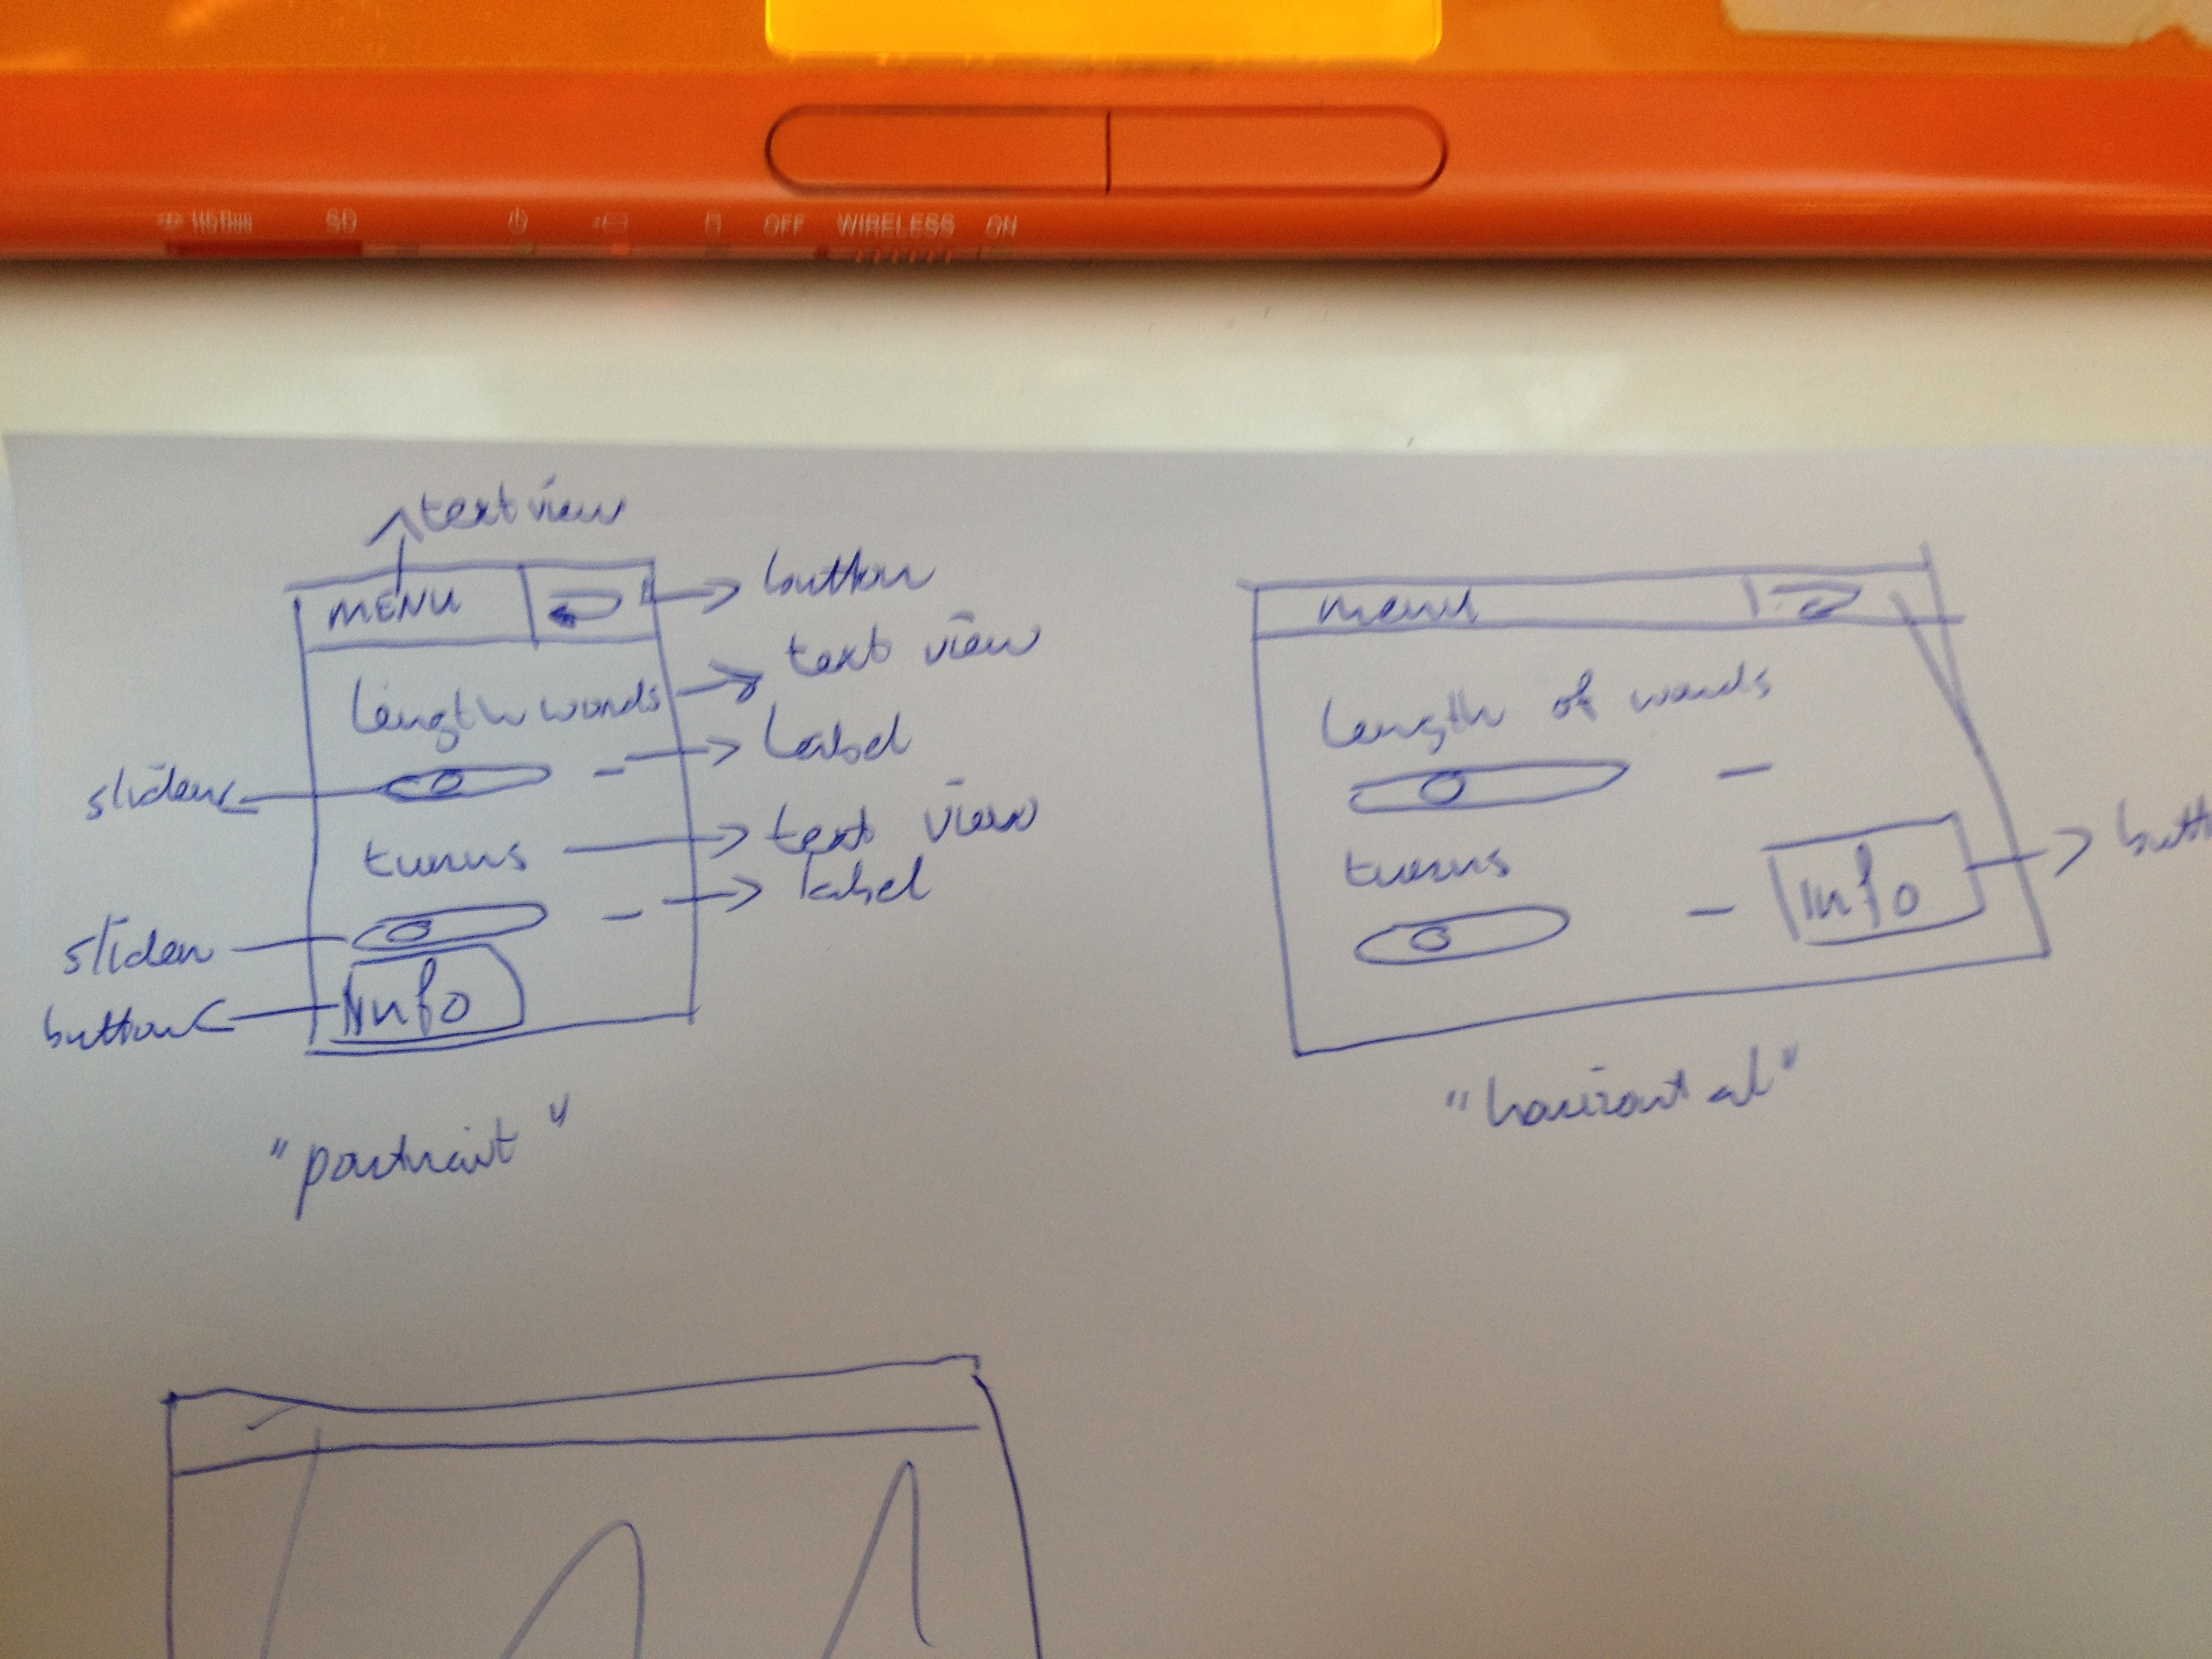 SD OFF WIRELESS ON
text view
MENU
button
length words
text view
slider
label
turns
text view
slider
label
button
Info
"portrait"
menu
length of words
turns
Info
"horizontal"